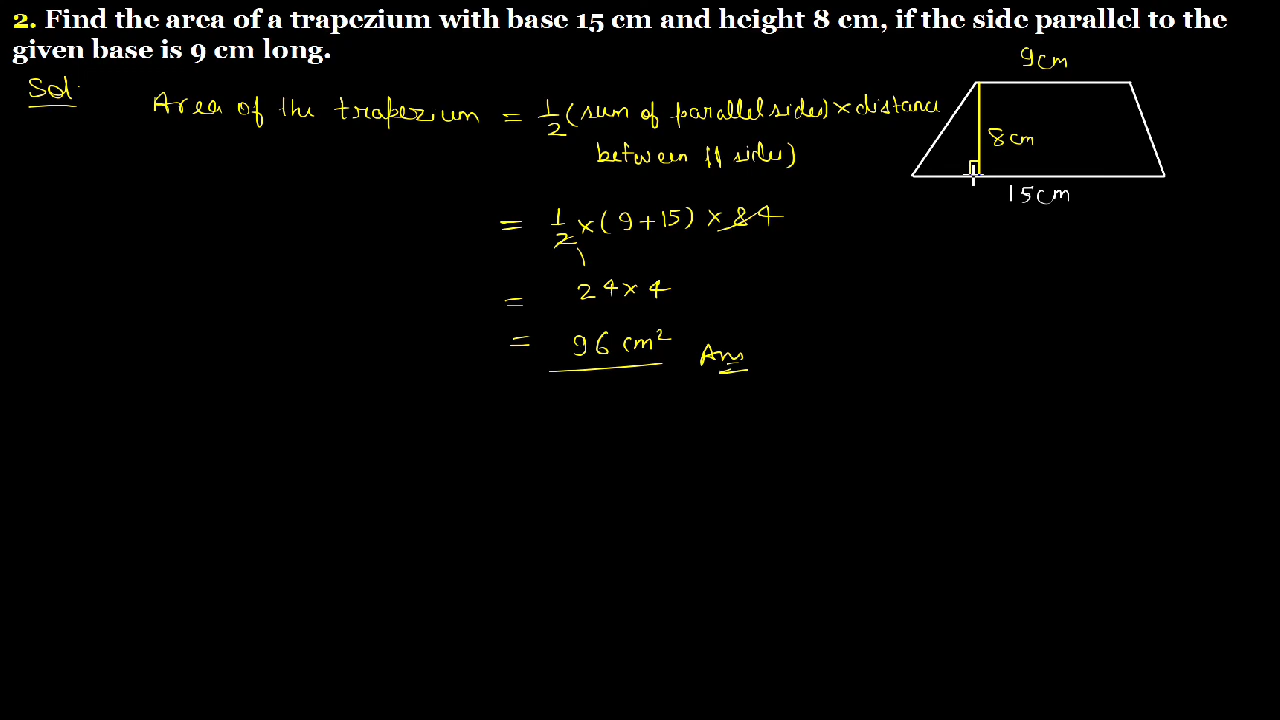 2. Find the area of a trapezium with base 15 cm and height 8 cm, if the side parallel to the
given base is 9 cm long.
Sol.
9cm
Area of the trapezium = 1/2 (sum of parallel sides) × distance
between || sides)
8cm
15cm
= 1/2 × (9+15) × 8 4
1
= 24×4
= 96 cm² Ans